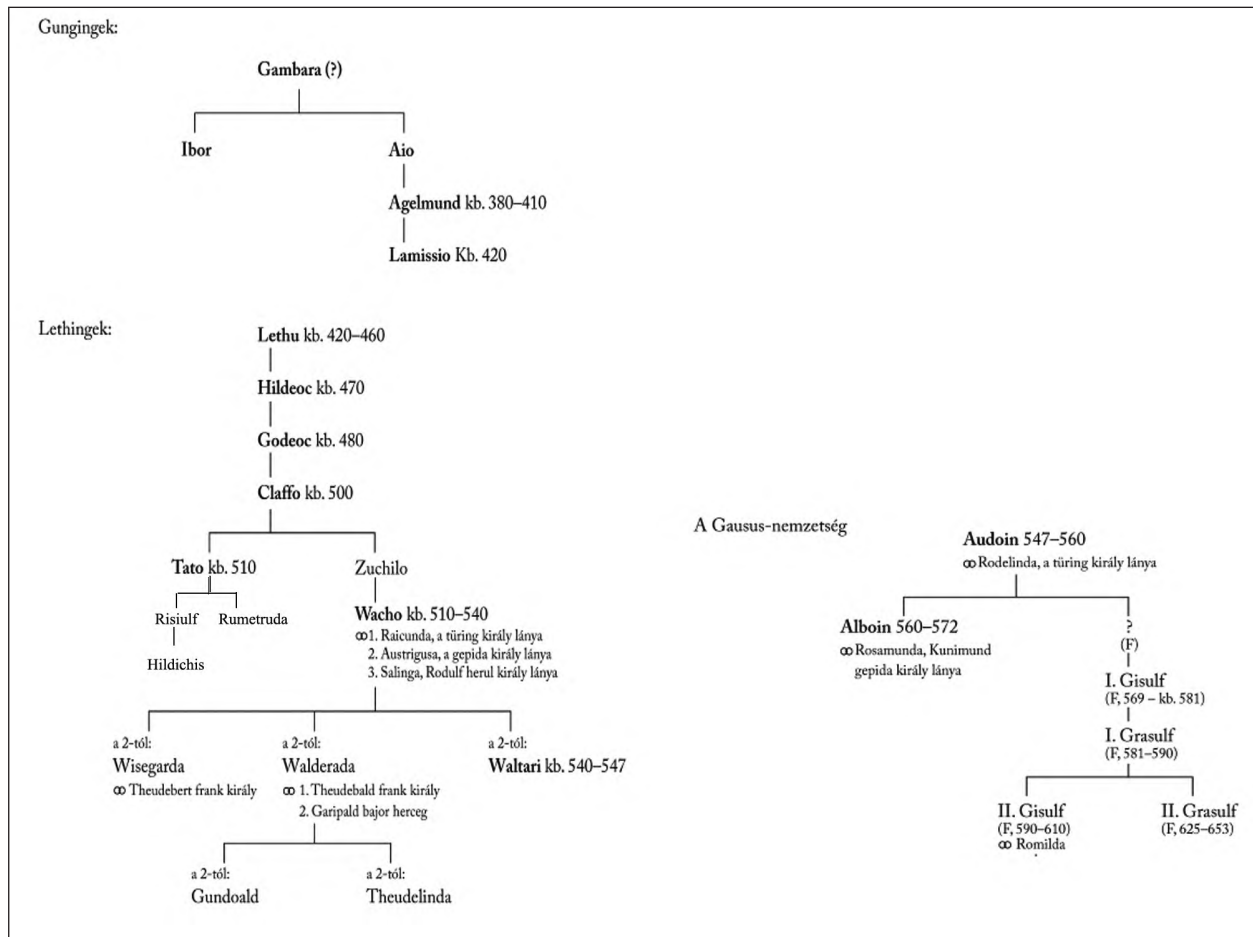 Gungingek:
Gambara (?)
Ibor
Aio
Agelmund kb. 380–410
Lamissio Kb. 420
Lethingek:
Lethu kb. 420–460
Hildeoc kb. 470
Godeoc kb. 480
Claffo kb. 500
Tato kb. 510
Zuchilo
Risiulf
Rumetruda
Hildichis
Wacho kb. 510–540
⚭ 1. Raicunda, a türing király lánya
2. Austrigusa, a gepida király lánya
3. Salinga, Rodulf herul király lánya
a 2-tól:
Wisegarda
⚭ Theudebert frank király
a 2-tól:
Walderada
⚭ 1. Theudebald frank király
2. Garipald bajor herceg
a 2-tól:
Waltari kb. 540–547
a 2-tól:
Gundoald
a 2-tól:
Theudelinda
A Gausus-nemzetség
Audoin 547–560
⚭ Rodelinda, a türing király lánya
Alboin 560–572
⚭ Rosamunda, Kunimund
gepida király lánya
?
(F)
I. Gisulf
(F, 569 – kb. 581)
I. Grasulf
(F, 581–590)
II. Gisulf
(F, 590–610)
⚭ Romilda
II. Grasulf
(F, 625–653)